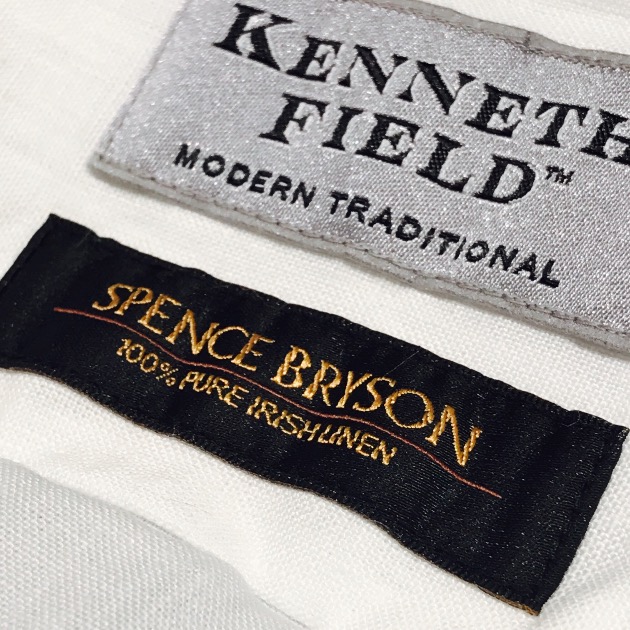 KENNETH
FIELD™
MODERN TRADITIONAL
SPENCE BRYSON
100% PURE IRISH LINEN